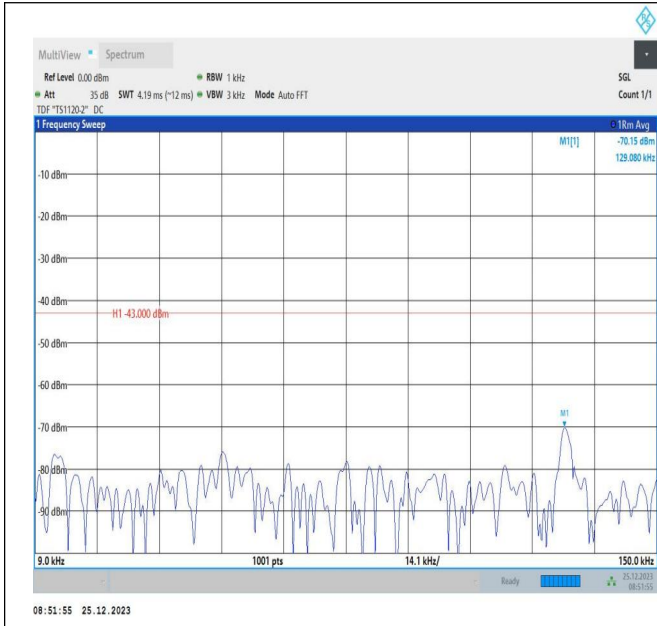 MultiView Spectrum
Ref Level 0.00 dBm RBW 1 kHz SGL
Att 35 dB SWT 4.19 ms (~12 ms) VBW 3 kHz Mode Auto FFT Count 1/1
TDF "TS1120-2" DC
1 Frequency Sweep 1Rm Avg
M1[1] -70.15 dBm
129.080 kHz
-10 dBm
-20 dBm
-30 dBm
-40 dBm
H1 -43.000 dBm
-50 dBm
-60 dBm
-70 dBm
M1
-80 dBm
-90 dBm
9.0 kHz 1001 pts 14.1 kHz/ 150.0 kHz
Ready 25.12.2023
08:51:55
08:51:55 25.12.2023